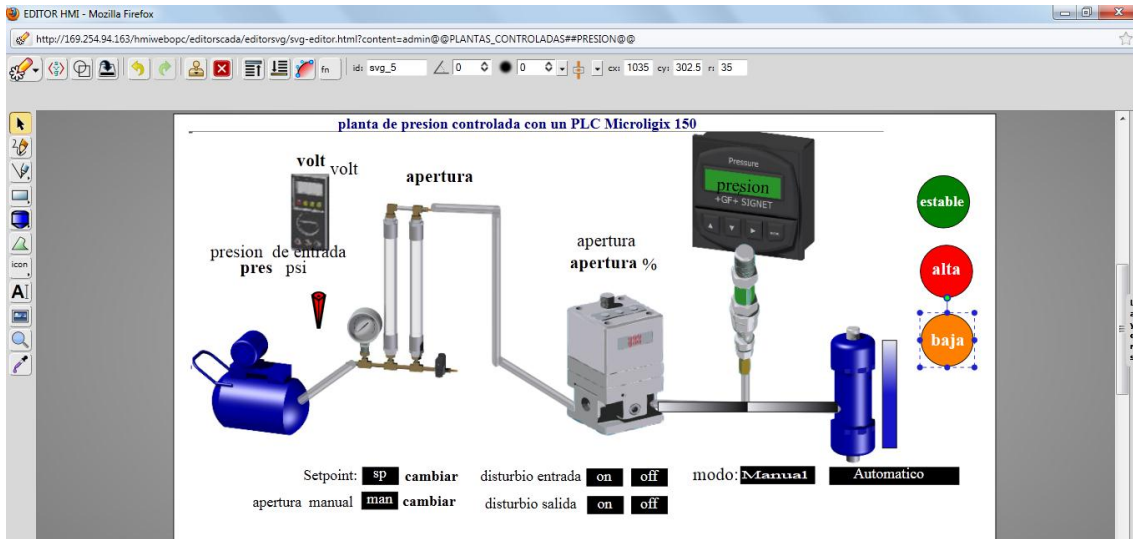 EDITOR HMI - Mozilla Firefox
http://169.254.94.163/hmiwebopc/editorscada/editorsvg/svg-editor.html?content=admin@@PLANTAS_CONTROLADAS##PRESION@@
fn id: svg_5 0 0 cx: 1035 cy: 302.5 r: 35
planta de presion controlada con un PLC Microligix 150
volt
volt
apertura
Pressure
presion
+GF+ SIGNET
estable
presion de entrada
pres psi
apertura
apertura %
alta
baja
icon
A
Setpoint: sp cambiar disturbio entrada on off modo: Manual Automatico
apertura manual man cambiar disturbio salida on off